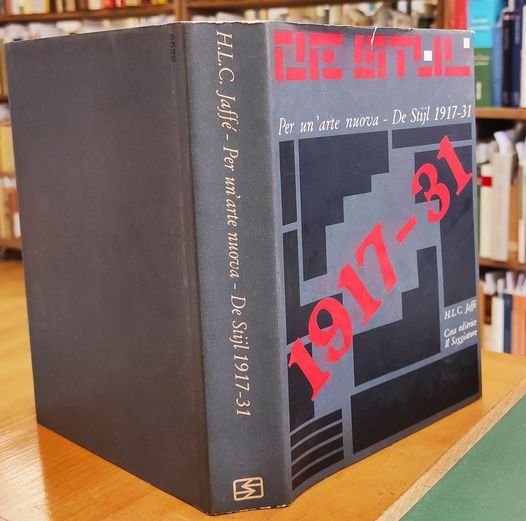 DE STIJL
Per un'arte nuova - De Stijl 1917-31
1917-31
H.L.C. Jaffé
Casa editrice
Il Saggiatore
H.L.C. Jaffé - Per un'arte nuova - De Stijl 1917-31